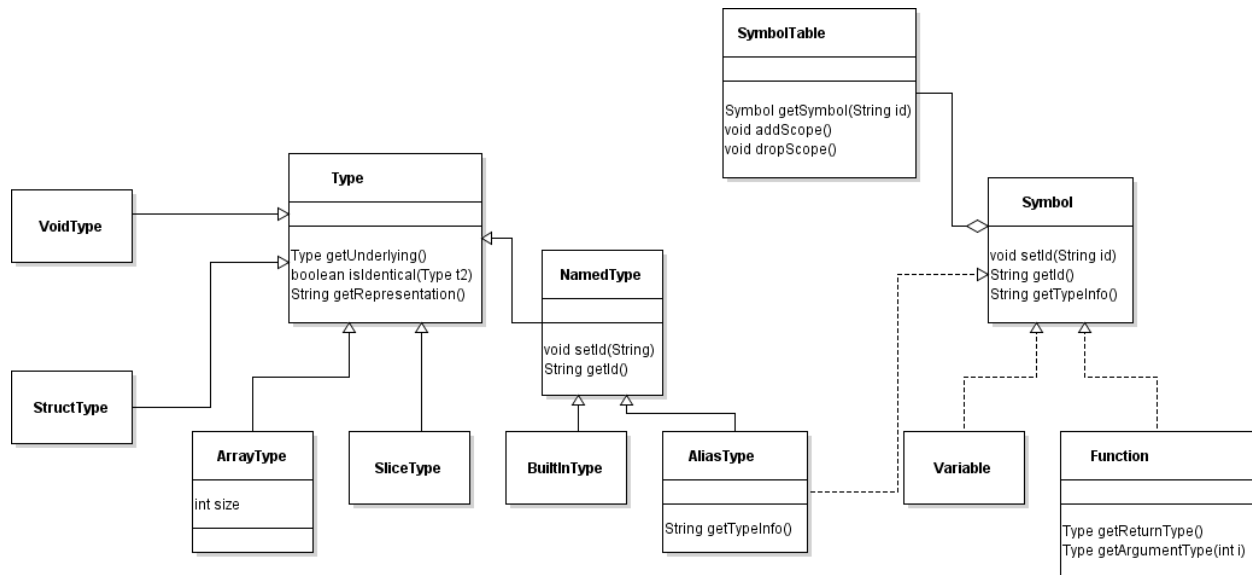 SymbolTable
Symbol getSymbol(String id)
void addScope()
void dropScope()
Type
Type getUnderlying()
boolean isIdentical(Type t2)
String getRepresentation()
VoidType
Symbol
void setId(String id)
String getId()
String getTypeInfo()
NamedType
void setId(String)
String getId()
StructType
ArrayType
int size
SliceType
BuiltInType
AliasType
String getTypeInfo()
Variable
Function
Type getReturnType()
Type getArgumentType(int i)